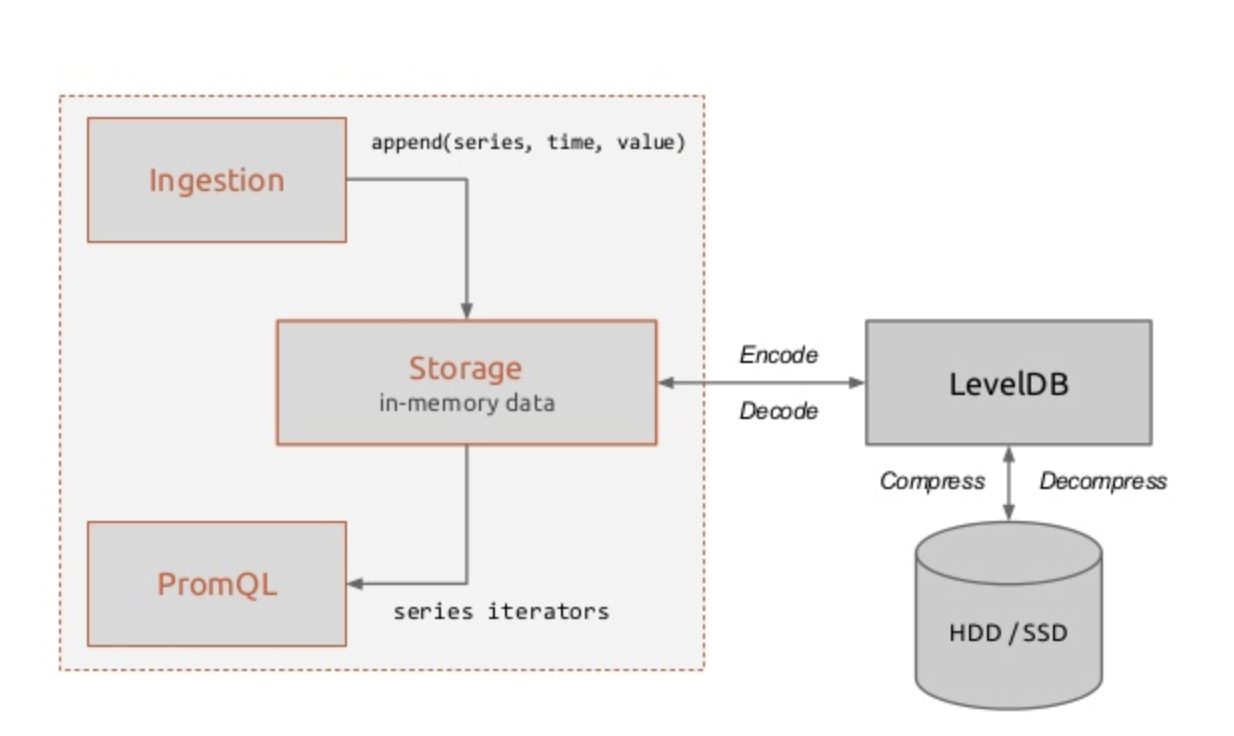 append(series, time, value)
Ingestion
Storage
in-memory data
Encode
Decode
LevelDB
Compress
Decompress
PromQL
series iterators
HDD / SSD